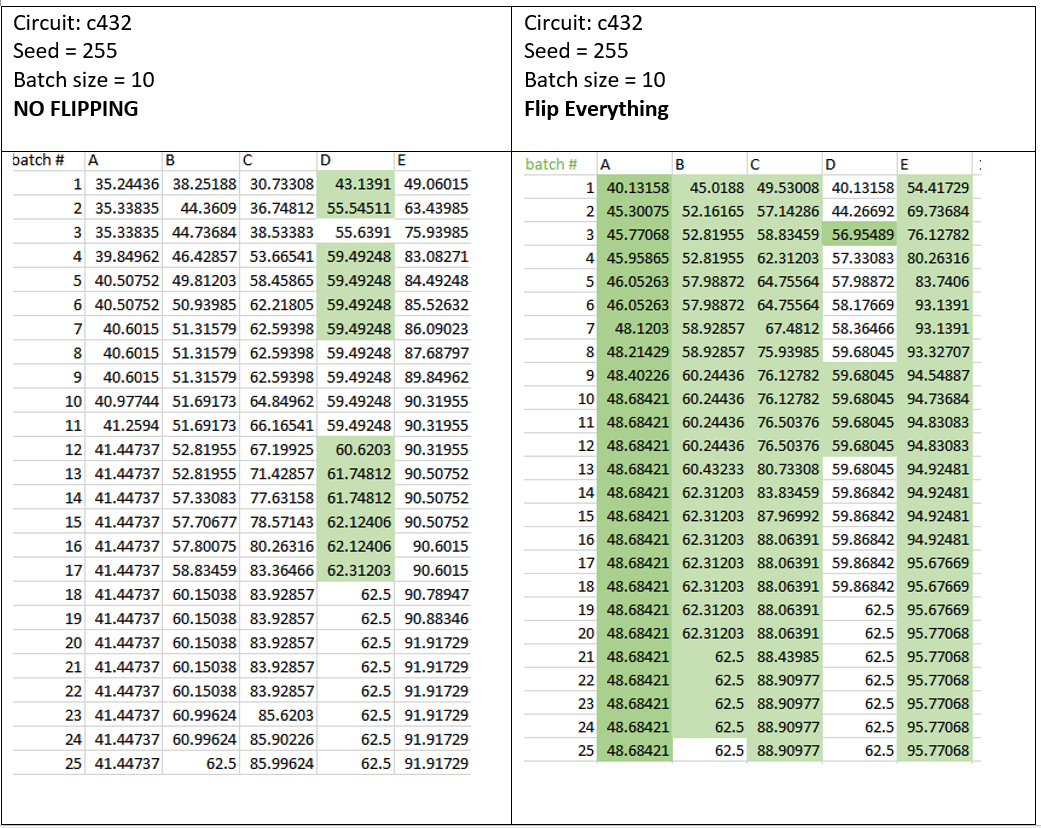 Circuit: c432
Seed = 255
Batch size = 10
NO FLIPPING
batch # A B C D E
1 35.24436 38.25188 30.73308 43.1391 49.06015
2 35.33835 44.3609 36.74812 55.54511 63.43985
3 35.33835 44.73684 38.53383 55.6391 75.93985
4 39.84962 46.42857 53.66541 59.49248 83.08271
5 40.50752 49.81203 58.45865 59.49248 84.49248
6 40.50752 50.93985 62.21805 59.49248 85.52632
7 40.6015 51.31579 62.59398 59.49248 86.09023
8 40.6015 51.31579 62.59398 59.49248 87.68797
9 40.6015 51.31579 62.59398 59.49248 89.84962
10 40.97744 51.69173 64.84962 59.49248 90.31955
11 41.2594 51.69173 66.16541 59.49248 90.31955
12 41.44737 52.81955 67.19925 60.6203 90.31955
13 41.44737 52.81955 71.42857 61.74812 90.50752
14 41.44737 57.33083 77.63158 61.74812 90.50752
15 41.44737 57.70677 78.57143 62.12406 90.50752
16 41.44737 57.80075 80.26316 62.12406 90.6015
17 41.44737 58.83459 83.36466 62.31203 90.6015
18 41.44737 60.15038 83.92857 62.5 90.78947
19 41.44737 60.15038 83.92857 62.5 90.88346
20 41.44737 60.15038 83.92857 62.5 91.91729
21 41.44737 60.15038 83.92857 62.5 91.91729
22 41.44737 60.15038 83.92857 62.5 91.91729
23 41.44737 60.99624 85.6203 62.5 91.91729
24 41.44737 60.99624 85.90226 62.5 91.91729
25 41.44737 62.5 85.99624 62.5 91.91729
Circuit: c432
Seed = 255
Batch size = 10
Flip Everything
batch # A B C D E
1 40.13158 45.0188 49.53008 40.13158 54.41729
2 45.30075 52.16165 57.14286 44.26692 69.73684
3 45.77068 52.81955 58.83459 56.95489 76.12782
4 45.95865 52.81955 62.31203 57.33083 80.26316
5 46.05263 57.98872 64.75564 57.98872 83.7406
6 46.05263 57.98872 64.75564 58.17669 93.1391
7 48.1203 58.92857 67.4812 58.36466 93.1391
8 48.21429 58.92857 75.93985 59.68045 93.32707
9 48.40226 60.24436 76.12782 59.68045 94.54887
10 48.68421 60.24436 76.12782 59.68045 94.73684
11 48.68421 60.24436 76.50376 59.68045 94.83083
12 48.68421 60.24436 76.50376 59.68045 94.83083
13 48.68421 60.43233 80.73308 59.68045 94.92481
14 48.68421 62.31203 83.83459 59.86842 94.92481
15 48.68421 62.31203 87.96992 59.86842 94.92481
16 48.68421 62.31203 88.06391 59.86842 94.92481
17 48.68421 62.31203 88.06391 59.86842 95.67669
18 48.68421 62.31203 88.06391 59.86842 95.67669
19 48.68421 62.31203 88.06391 62.5 95.67669
20 48.68421 62.31203 88.06391 62.5 95.77068
21 48.68421 62.5 88.43985 62.5 95.77068
22 48.68421 62.5 88.90977 62.5 95.77068
23 48.68421 62.5 88.90977 62.5 95.77068
24 48.68421 62.5 88.90977 62.5 95.77068
25 48.68421 62.5 88.90977 62.5 95.77068